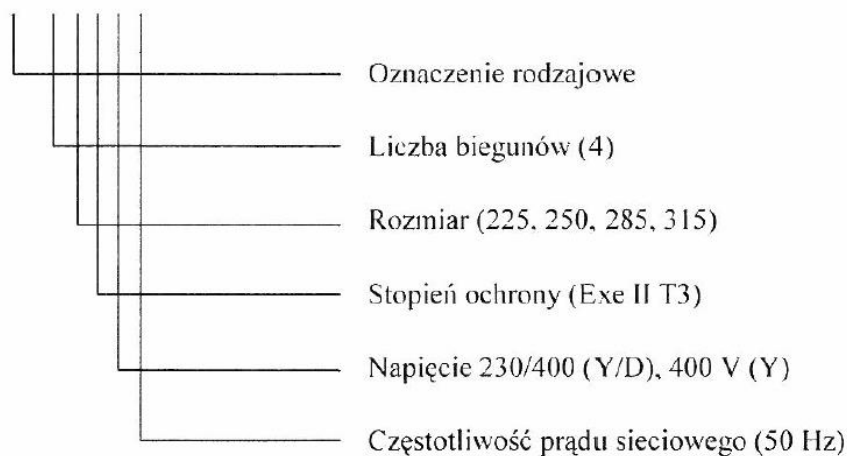 Oznaczenie rodzajowe
Liczba biegunów (4)
Rozmiar (225, 250, 285, 315)
Stopień ochrony (Exe II T3)
Napięcie 230/400 (Y/D), 400 V (Y)
Częstotliwość prądu sieciowego (50 Hz)